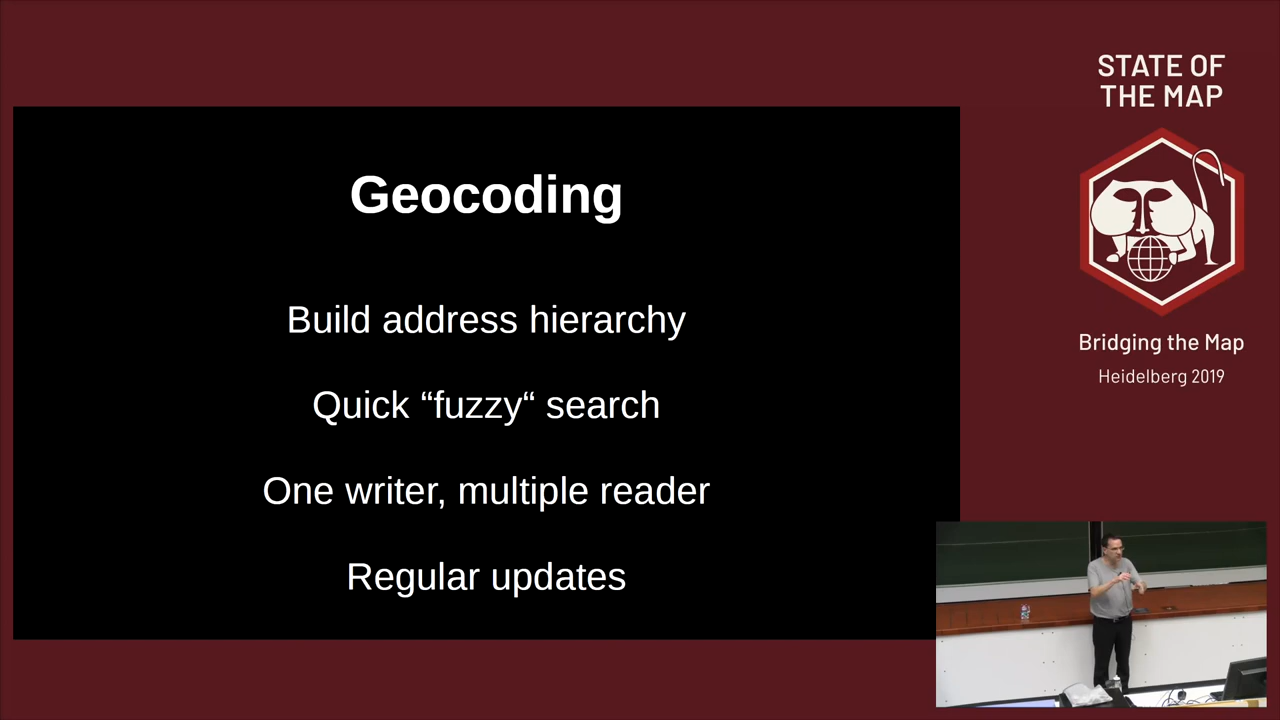 STATE OF
THE MAP
Geocoding
Build address hierarchy
Quick “fuzzy“ search
One writer, multiple reader
Regular updates
Bridging the Map
Heidelberg 2019